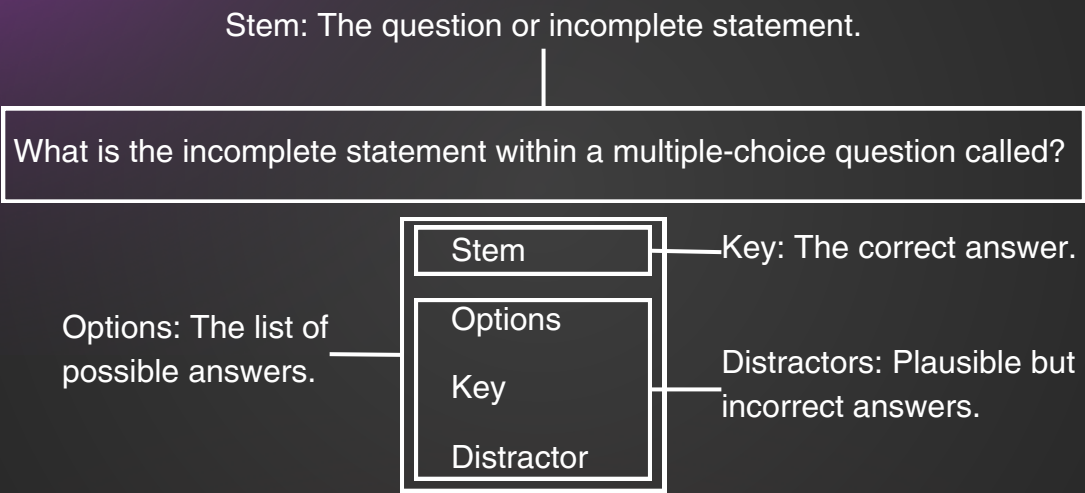 Stem: The question or incomplete statement.
What is the incomplete statement within a multiple-choice question called?
Stem
Key: The correct answer.
Options: The list of
possible answers.
Options
Key
Distractor
Distractors: Plausible but
incorrect answers.